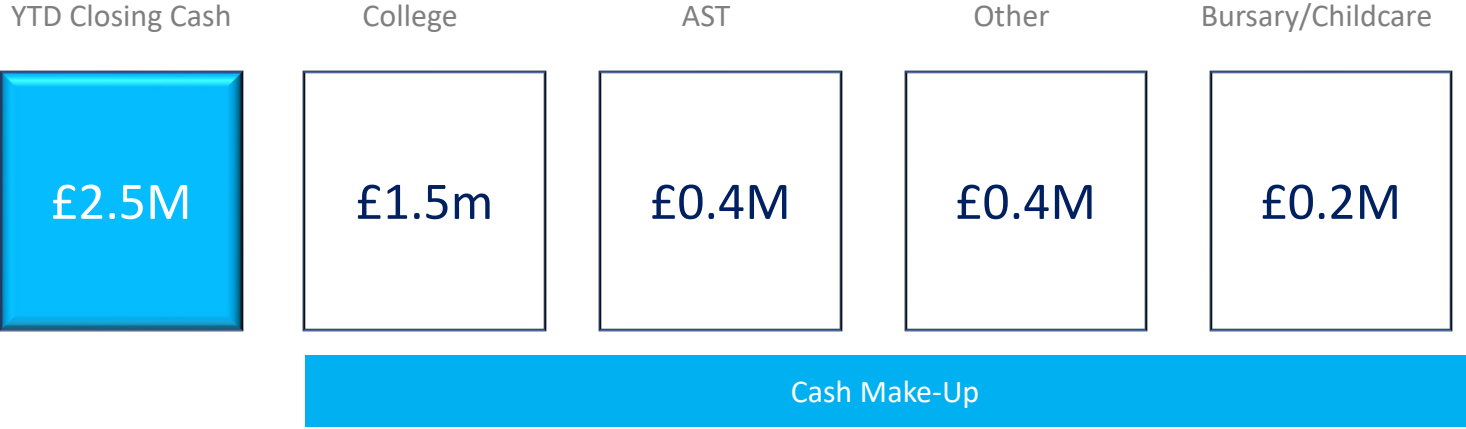 YTD Closing Cash College AST Other Bursary/Childcare
£2.5M £1.5m £0.4M £0.4M £0.2M
Cash Make-Up